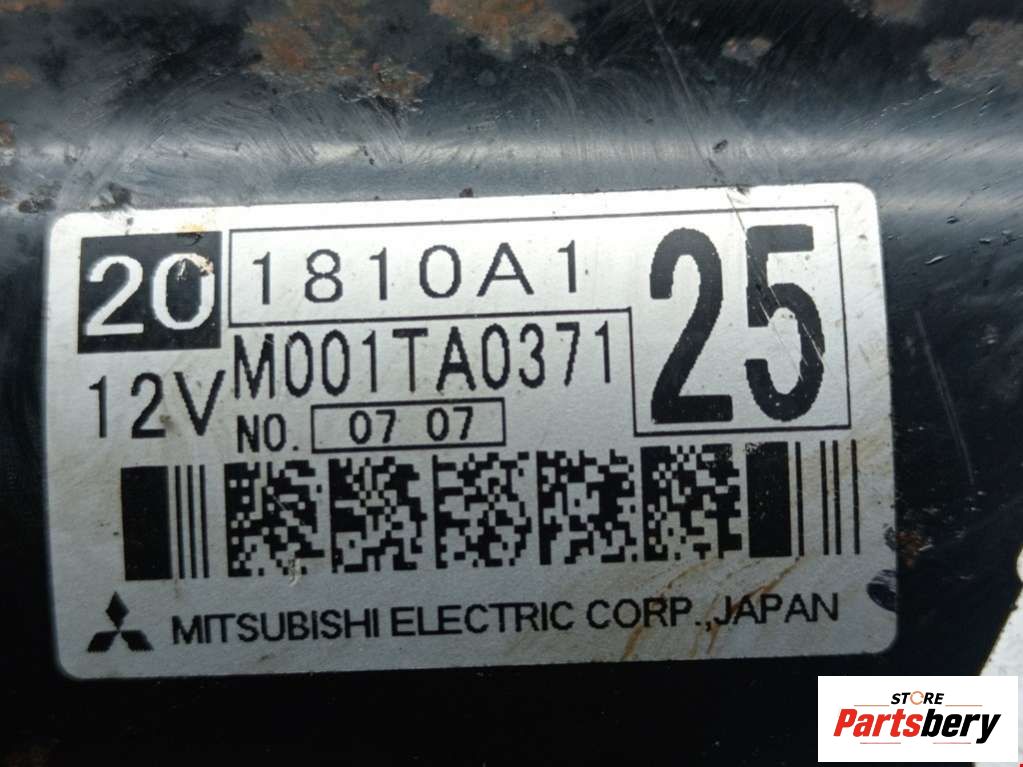 20 1810A1 25
12V M001TA0371
NO. 07 07
MITSUBISHI ELECTRIC CORP.,JAPAN
STORE
Partsbery